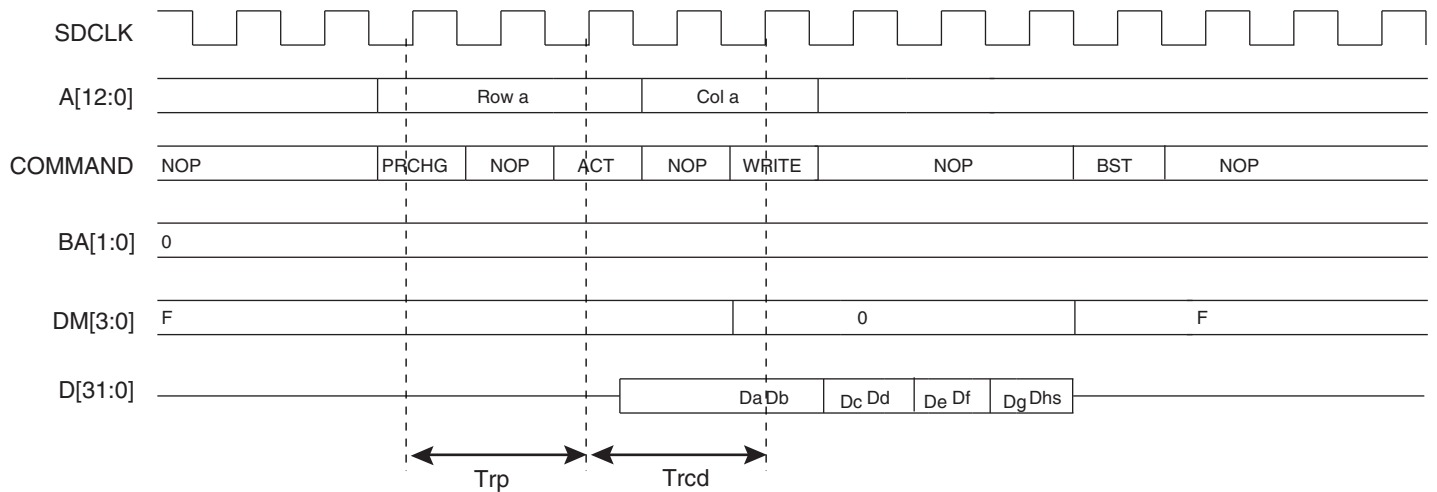 SDCLK
A[12:0] Row a Col a
COMMAND NOP PRCHG NOP ACT NOP WRITE NOP BST NOP
BA[1:0] 0
DM[3:0] F 0 F
D[31:0] Da Db Dc Dd De Df Dg Dhs
Trp Trcd